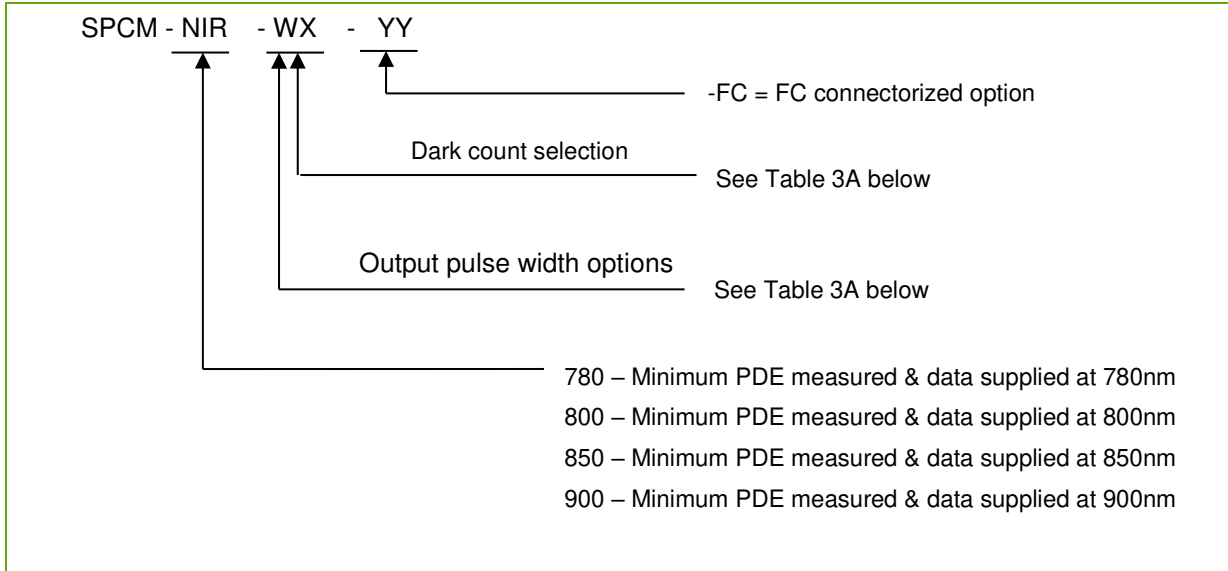 SPCM - NIR - WX - YY
-FC = FC connectorized option
Dark count selection
See Table 3A below
Output pulse width options
See Table 3A below
780 – Minimum PDE measured & data supplied at 780nm
800 – Minimum PDE measured & data supplied at 800nm
850 – Minimum PDE measured & data supplied at 850nm
900 – Minimum PDE measured & data supplied at 900nm